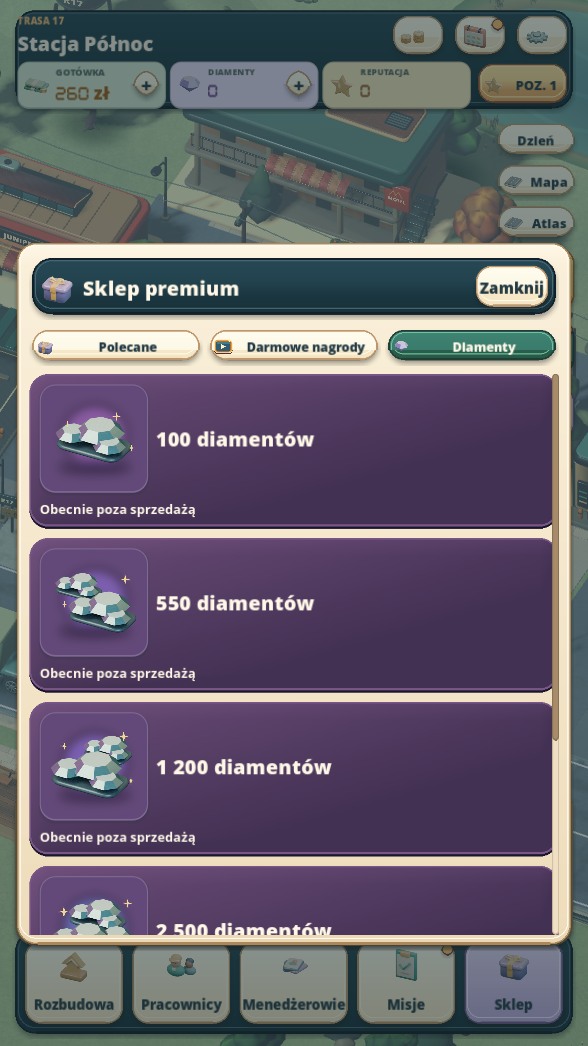 TRASA 17
Stacja Północ
GOTÓWKA
260 zł
+
DIAMENTY
0
+
REPUTACJA
0
POZ. 1
Dzień
Mapa
Atlas
Sklep premium
Zamknij
Polecane
Darmowe nagrody
Diamenty
100 diamentów
Obecnie poza sprzedażą
550 diamentów
Obecnie poza sprzedażą
1 200 diamentów
Obecnie poza sprzedażą
2 500 diamentów
Rozbudowa
Pracownicy
Menedżerowie
Misje
Sklep